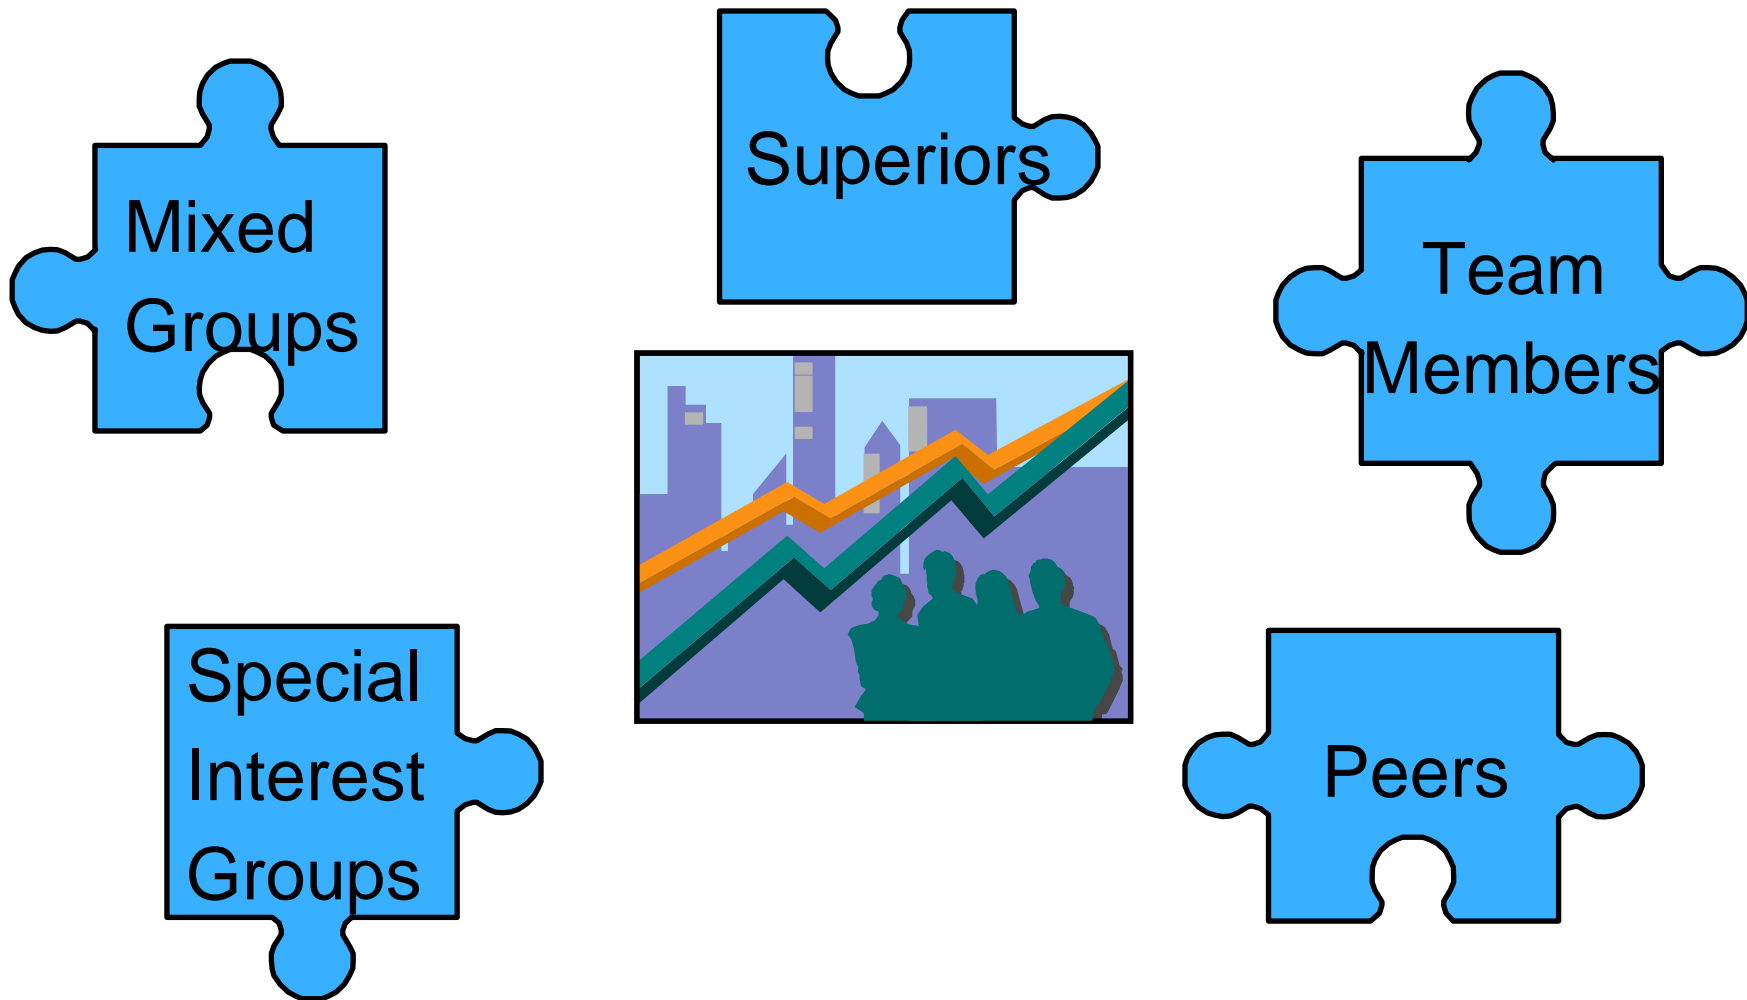 Superiors
Mixed
Groups
Team
Members
Special
Interest
Groups
Peers